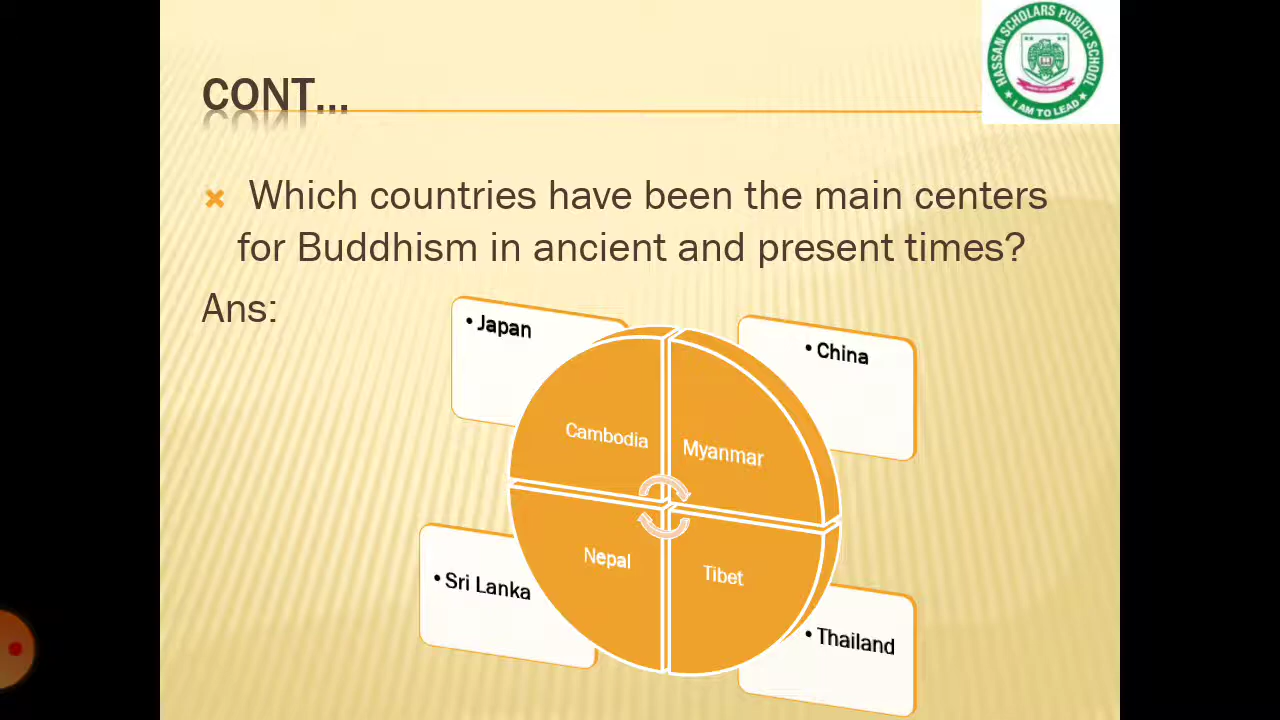 CONT...
HASSAN SCHOLARS PUBLIC SCHOOL
I AM TO LEAD
Which countries have been the main centers
for Buddhism in ancient and present times?
Ans:
• Japan
• China
Cambodia
Myanmar
Nepal
Tibet
• Sri Lanka
• Thailand